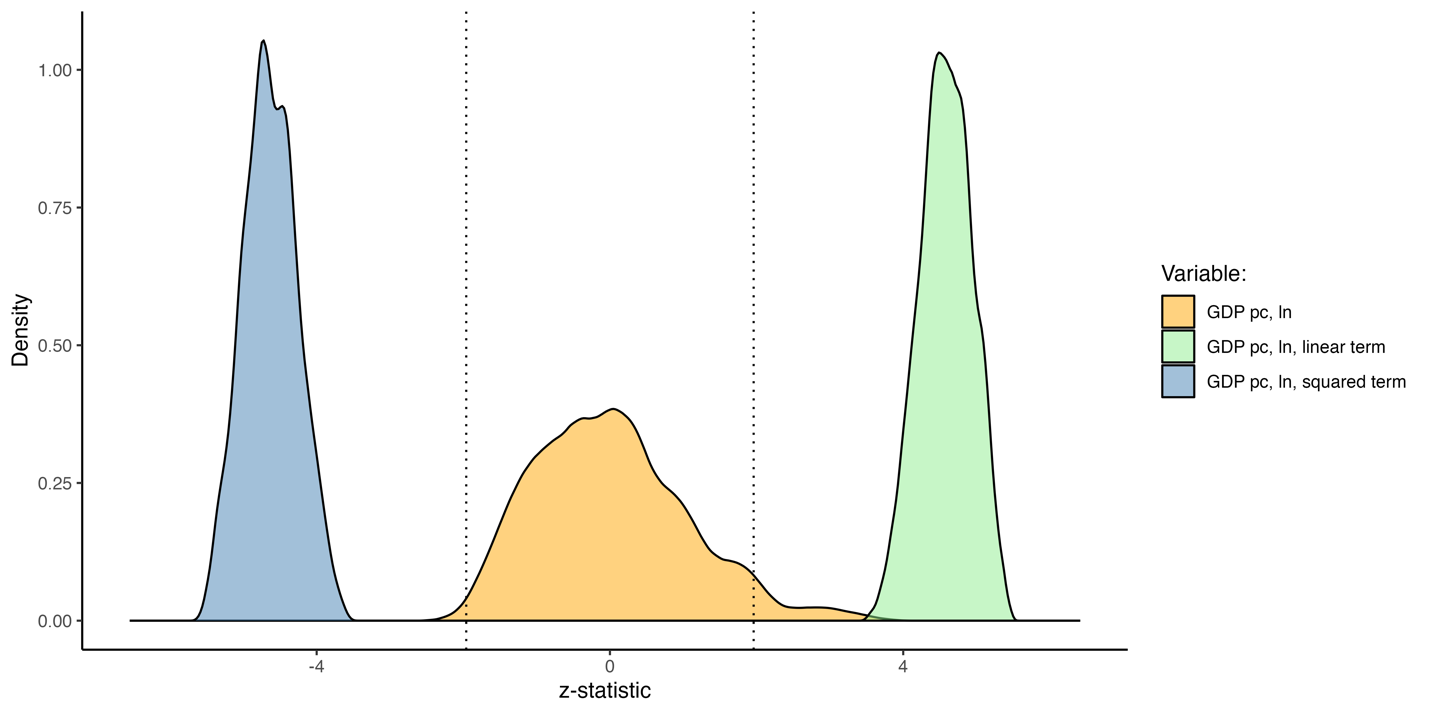 1.00
0.75
0.50
0.25
0.00
Density
-4
0
4
z-statistic
Variable:
GDP pc, ln
GDP pc, ln, linear term
GDP pc, ln, squared term